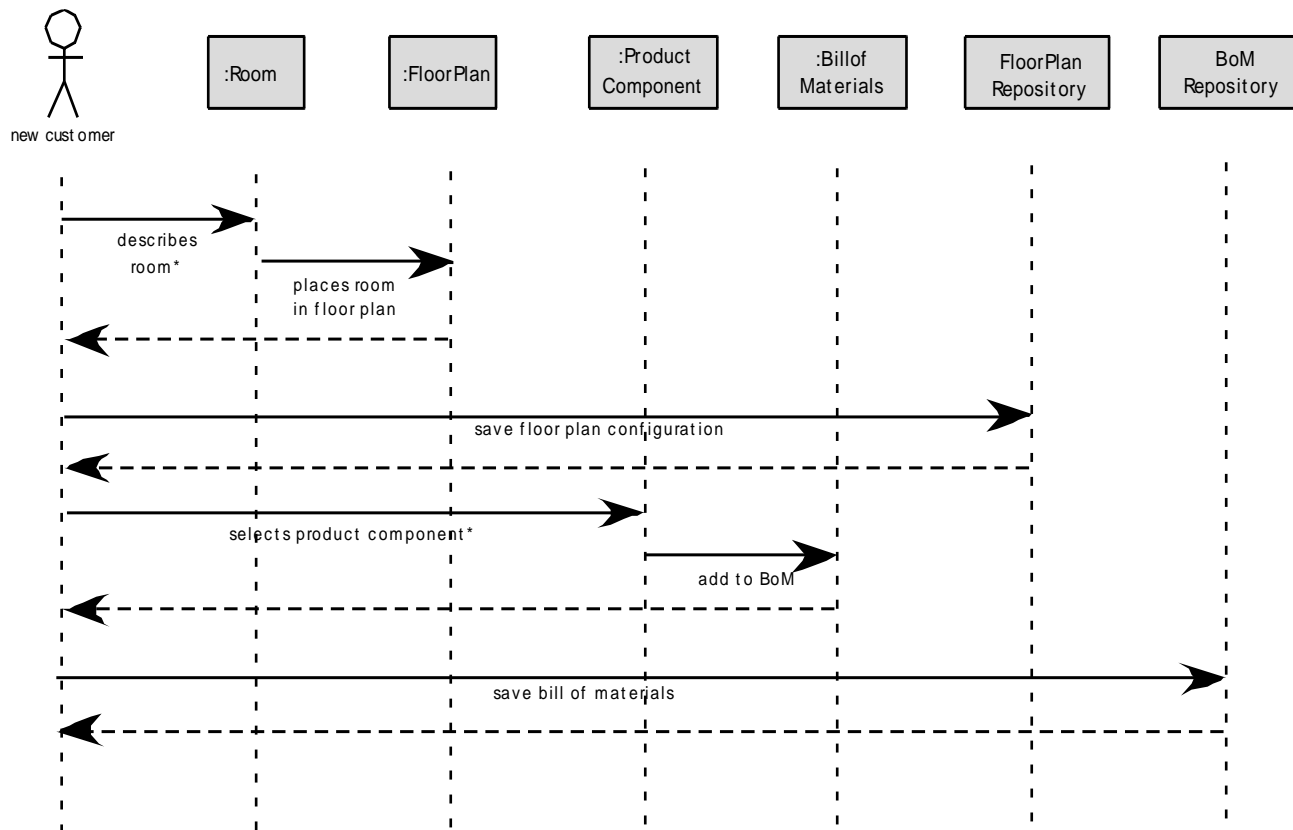 :Room
:FloorPlan
:Product
Component
:Billof
Materials
FloorPlan
Repository
BoM
Repository
new customer
describes
room*
places room
in floor plan
save floor plan configuration
selects product component*
add to BoM
save bill of materials